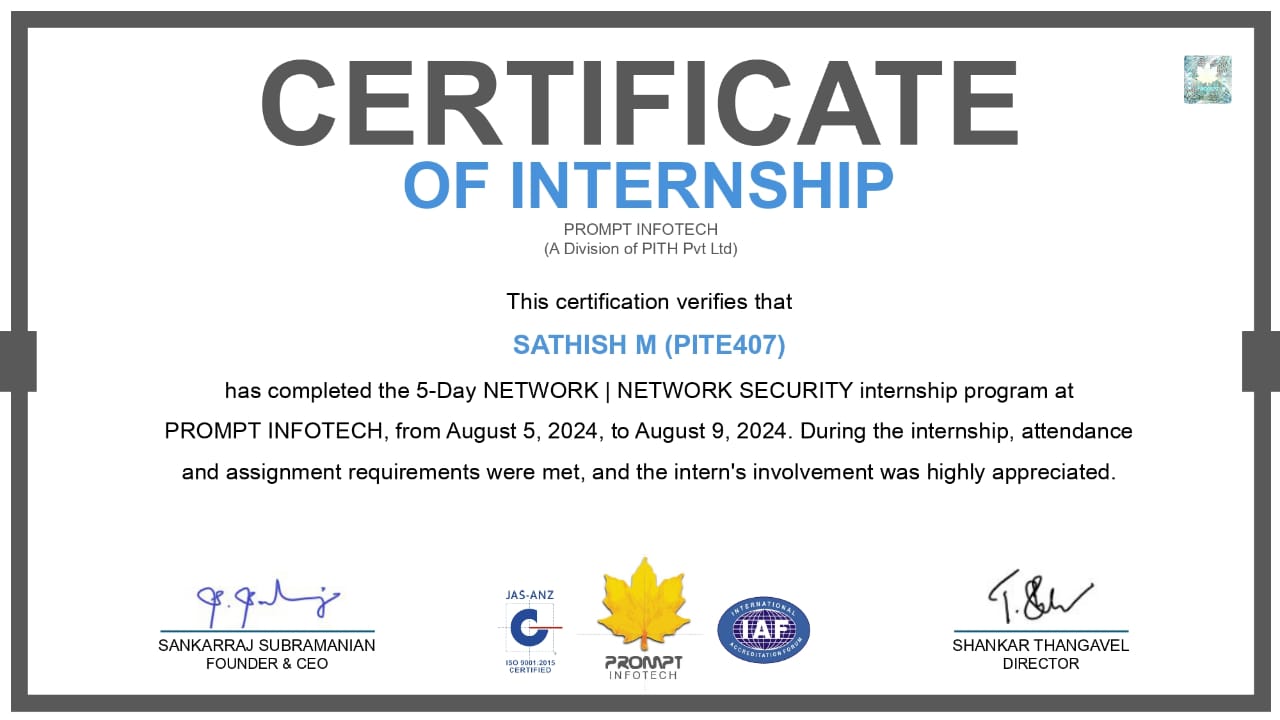 CERTIFICATE
OF INTERNSHIP
PROMPT INFOTECH
(A Division of PITH Pvt Ltd)
This certification verifies that
SATHISH M (PITE407)
has completed the 5-Day NETWORK | NETWORK SECURITY internship program at
PROMPT INFOTECH, from August 5, 2024, to August 9, 2024. During the internship, attendance
and assignment requirements were met, and the intern's involvement was highly appreciated.
SANKARRAJ SUBRAMANIAN
FOUNDER & CEO
JAS-ANZ
ISO 9001:2015
CERTIFIED
PROMPT
INFOTECH
INTERNATIONAL
IAF
ACCREDITATION FORUM
SHANKAR THANGAVEL
DIRECTOR